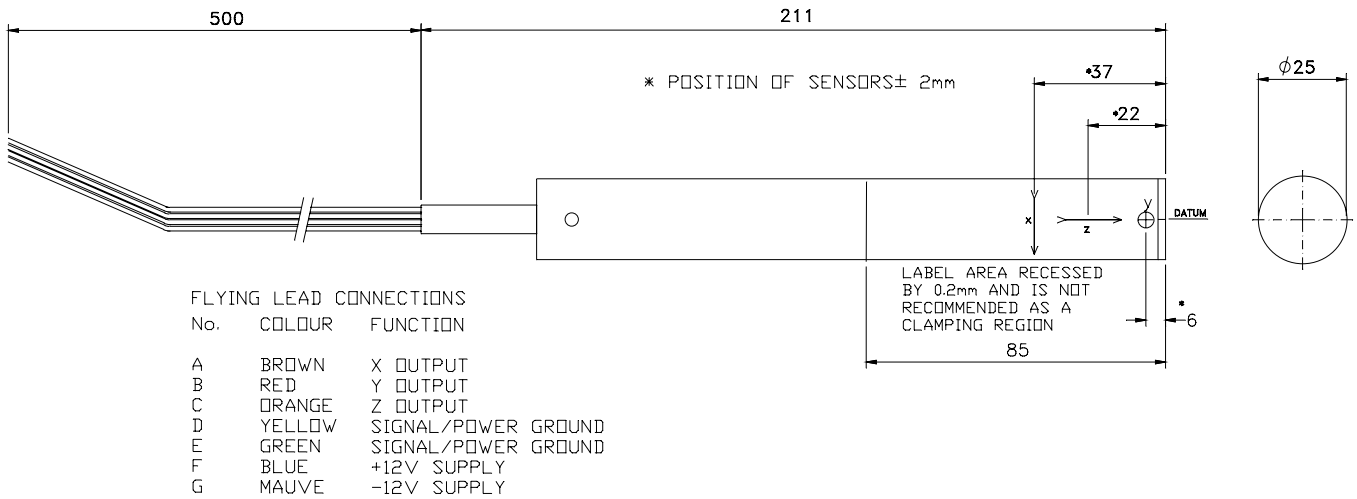 500
211
* POSITION OF SENSORS± 2mm
*37
*22
⌀25
x
z
y
DATUM
LABEL AREA RECESSED
BY 0.2mm AND IS NOT
RECOMMENDED AS A
CLAMPING REGION
*
6
85
FLYING LEAD CONNECTIONS
No. COLOUR FUNCTION
A BROWN X OUTPUT
B RED Y OUTPUT
C ORANGE Z OUTPUT
D YELLOW SIGNAL/POWER GROUND
E GREEN SIGNAL/POWER GROUND
F BLUE +12V SUPPLY
G MAUVE -12V SUPPLY